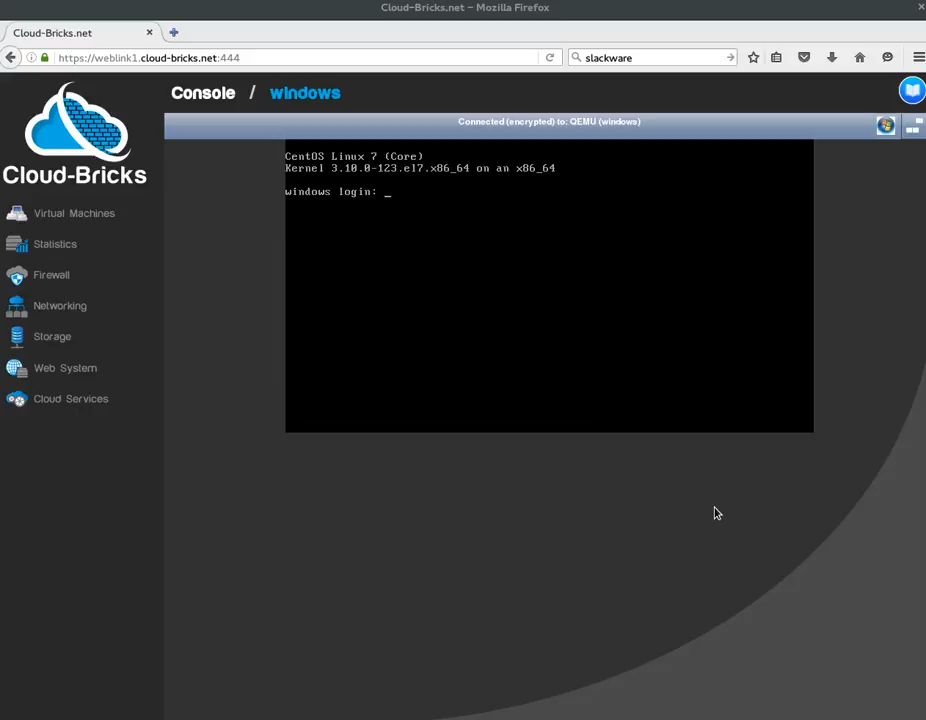 Cloud-Bricks.net – Mozilla Firefox
Cloud-Bricks.net
https://weblink1.cloud-bricks.net:444
slackware
Console / windows
Connected (encrypted) to: QEMU (windows)
Cloud-Bricks
Virtual Machines
Statistics
Firewall
Networking
Storage
Web System
Cloud Services
CentOS Linux 7 (Core)
Kernel 3.10.0-123.el7.x86_64 on an x86_64
windows login: _